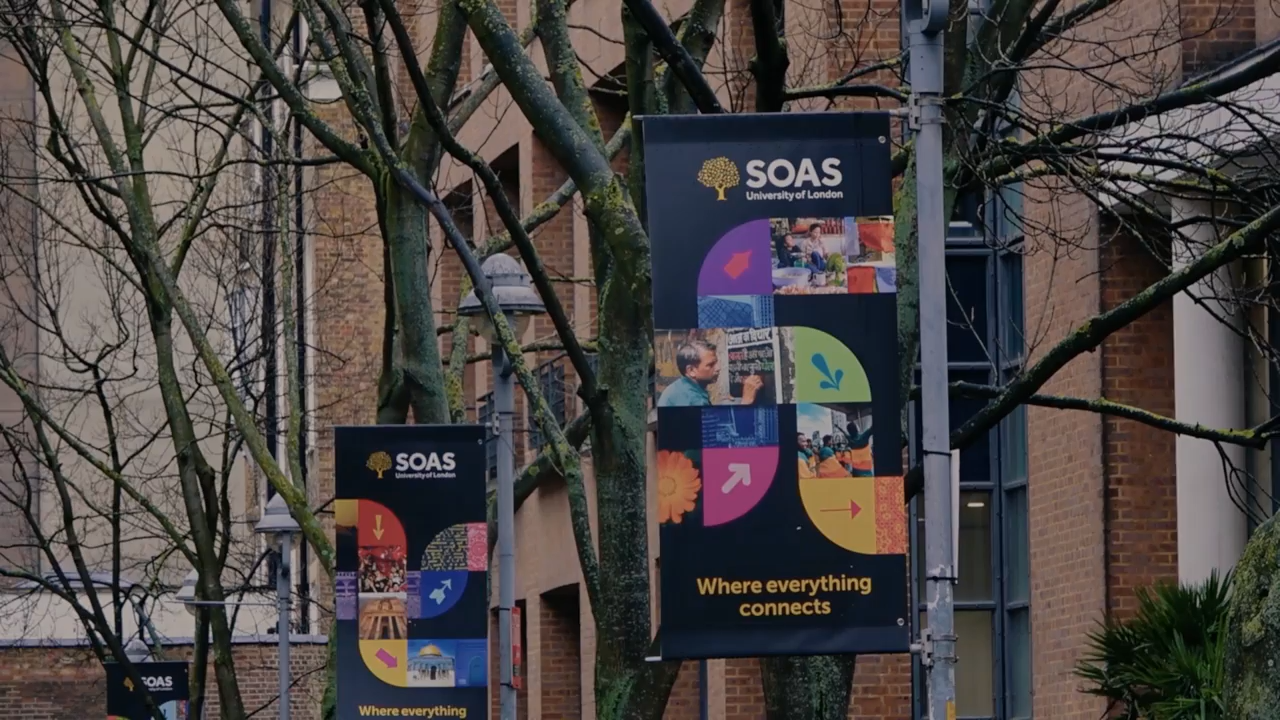 SOAS
University of London
Where everything
connects
SOAS
University of London
Where everything
SOAS